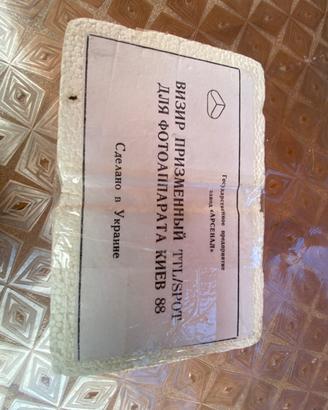 Государственное предприятие
завод «АРСЕНАЛ»
ВИЗИР ПРИЗМЕННЫЙ TTL/SPOT
ДЛЯ ФОТОАППАРАТА КИЕВ 88
Сделано в Украине